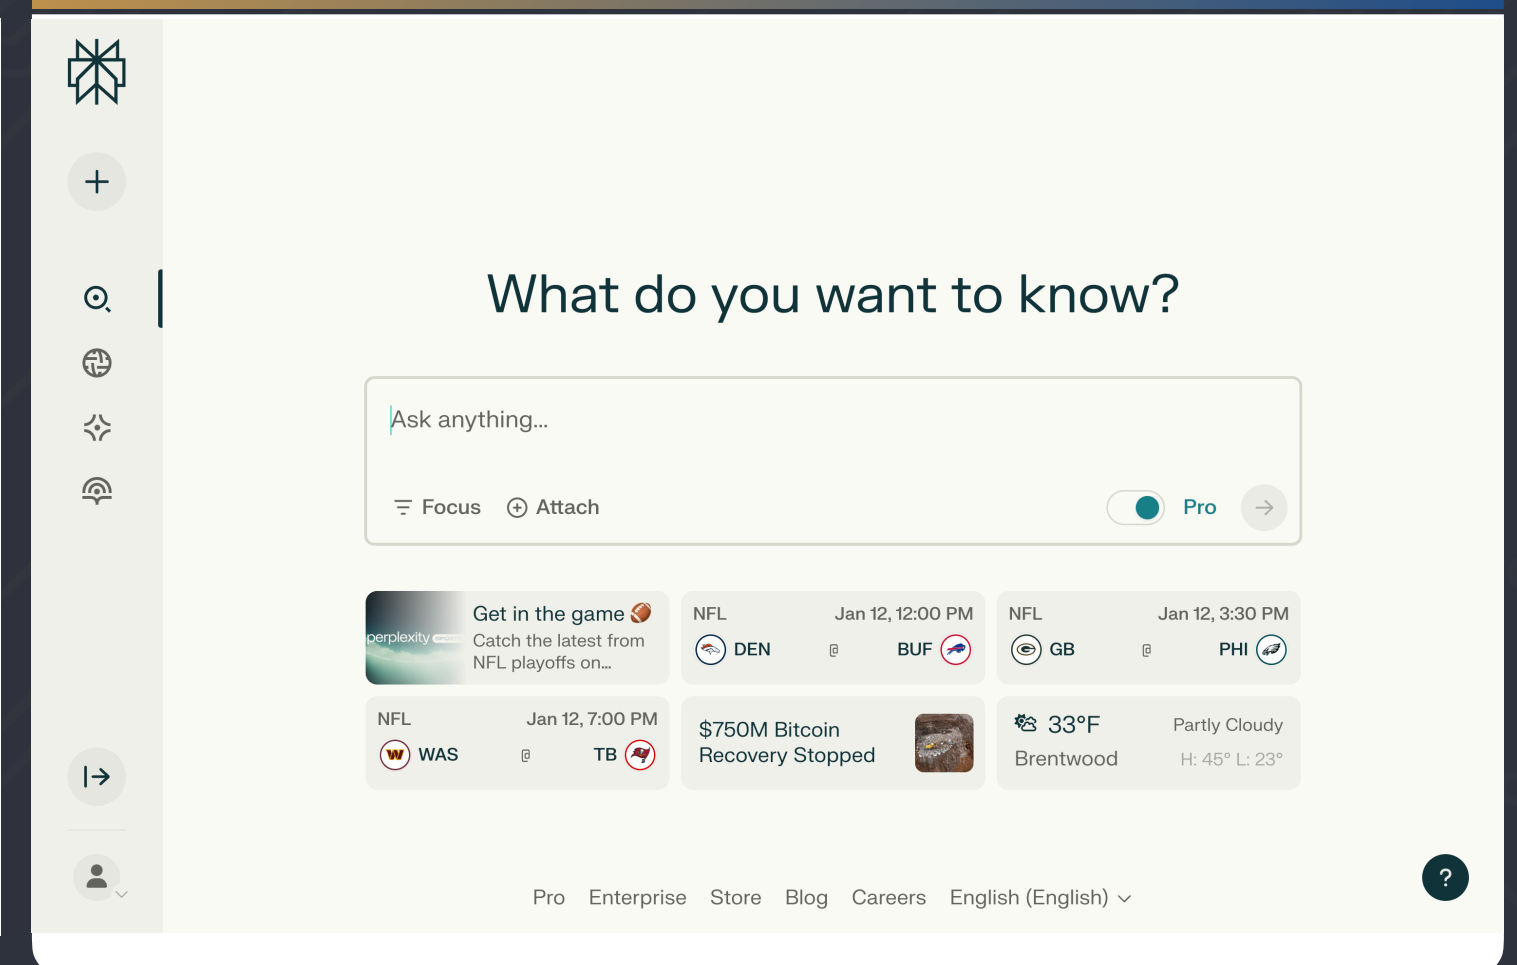 What do you want to know?
Ask anything...
Focus
Attach
Pro
perplexity
Get in the game 🏈
Catch the latest from
NFL playoffs on...
NFL
Jan 12, 12:00 PM
DEN
@
BUF
NFL
Jan 12, 3:30 PM
GB
@
PHI
NFL
Jan 12, 7:00 PM
WAS
@
TB
$750M Bitcoin
Recovery Stopped
33°F
Partly Cloudy
Brentwood
H: 45° L: 23°
Pro
Enterprise
Store
Blog
Careers
English (English)
?